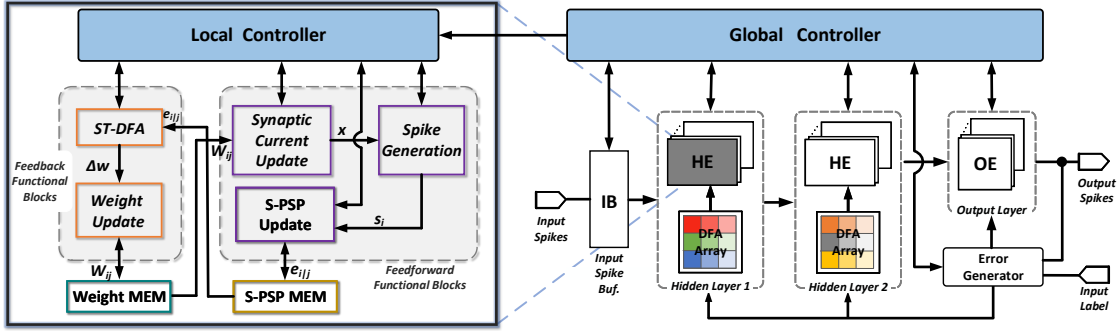 Local Controller
Global Controller
ST-DFA
e_i|j
Δw
Feedback
Functional
Blocks
Weight
Update
W_ij
Weight MEM
Synaptic
Current
Update
W_ij
x
Spike
Generation
S-PSP
Update
s_i
e_i|j
S-PSP MEM
Feedforward
Functional Blocks
Input
Spikes
IB
Input
Spike
Buf.
HE
DFA
Array
Hidden Layer 1
HE
DFA
Array
Hidden Layer 2
OE
Output Layer
Output
Spikes
Error
Generator
Input
Label